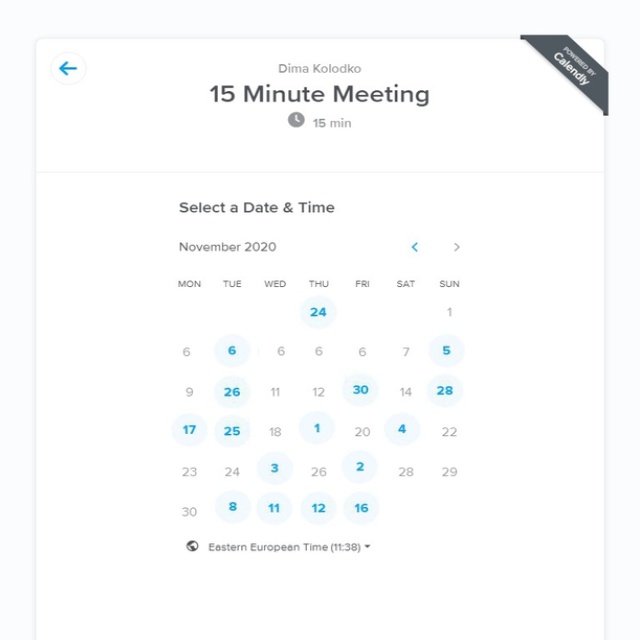 POWERED BY
Calendly
Dima Kolodko
15 Minute Meeting
15 min
Select a Date & Time
November 2020
MON TUE WED THU FRI SAT SUN
24 1
6 6 6 6 6 7 5
9 26 11 12 30 14 28
17 25 18 1 20 4 22
23 24 3 26 2 28 29
30 8 11 12 16
Eastern European Time (11:38)